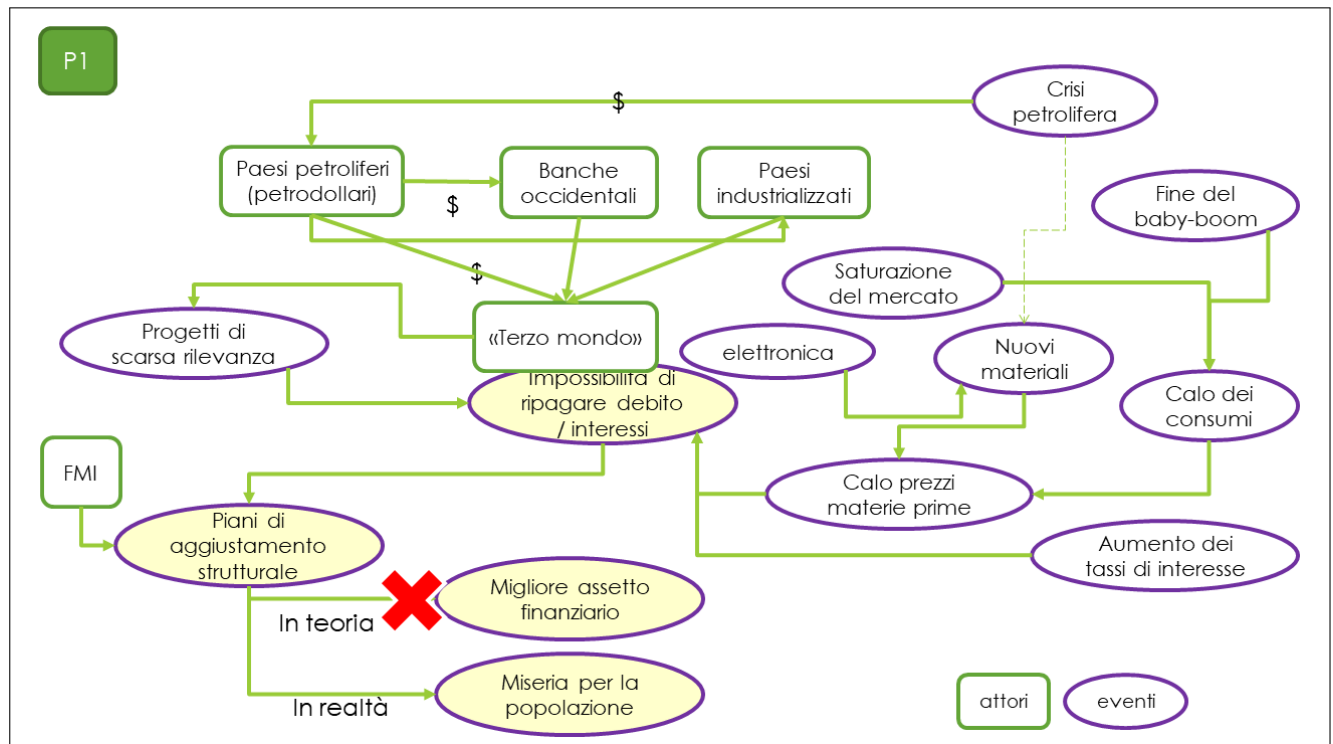 P1
Crisi
petrolifera
$
Paesi petroliferi
(petrodollari)
$
Banche
occidentali
Paesi
industrializzati
Fine del
baby-boom
$
Saturazione
del mercato
Progetti di
scarsa rilevanza
«Terzo mondo»
elettronica
Nuovi
materiali
Impossibilità di
ripagare debito
/ interessi
Calo dei
consumi
FMI
Calo prezzi
materie prime
Piani di
aggiustamento
strutturale
Aumento dei
tassi di interesse
In teoria
Migliore assetto
finanziario
In realtà
Miseria per la
popolazione
attori
eventi